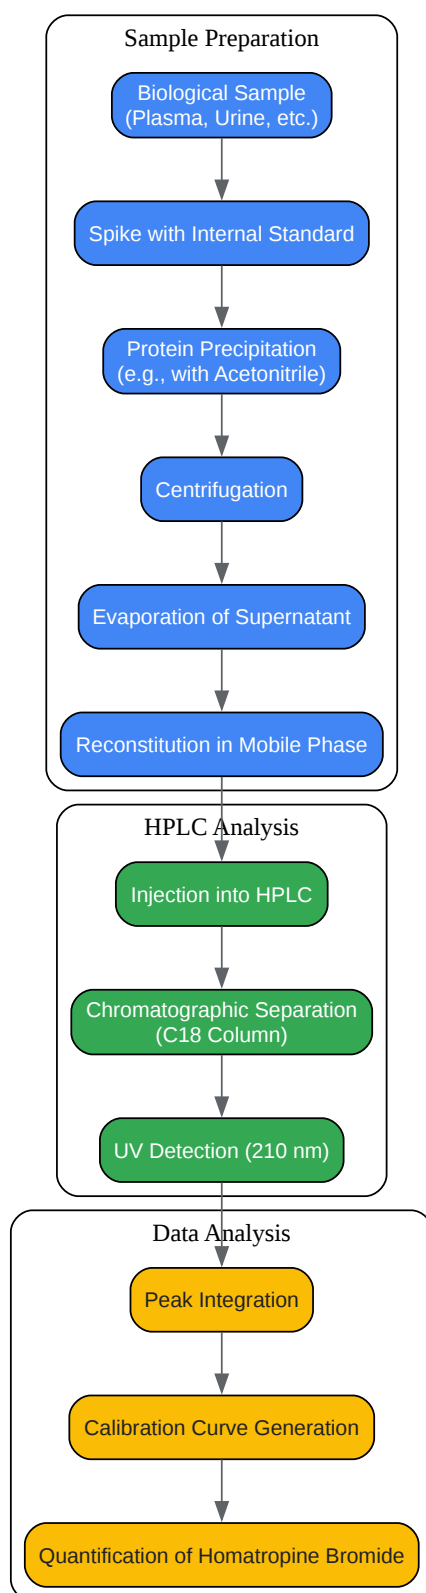 Sample Preparation
Biological Sample
(Plasma, Urine, etc.)
Spike with Internal Standard
Protein Precipitation
(e.g., with Acetonitrile)
Centrifugation
Evaporation of Supernatant
Reconstitution in Mobile Phase
HPLC Analysis
Injection into HPLC
Chromatographic Separation
(C18 Column)
UV Detection (210 nm)
Data Analysis
Peak Integration
Calibration Curve Generation
Quantification of Homatropine Bromide